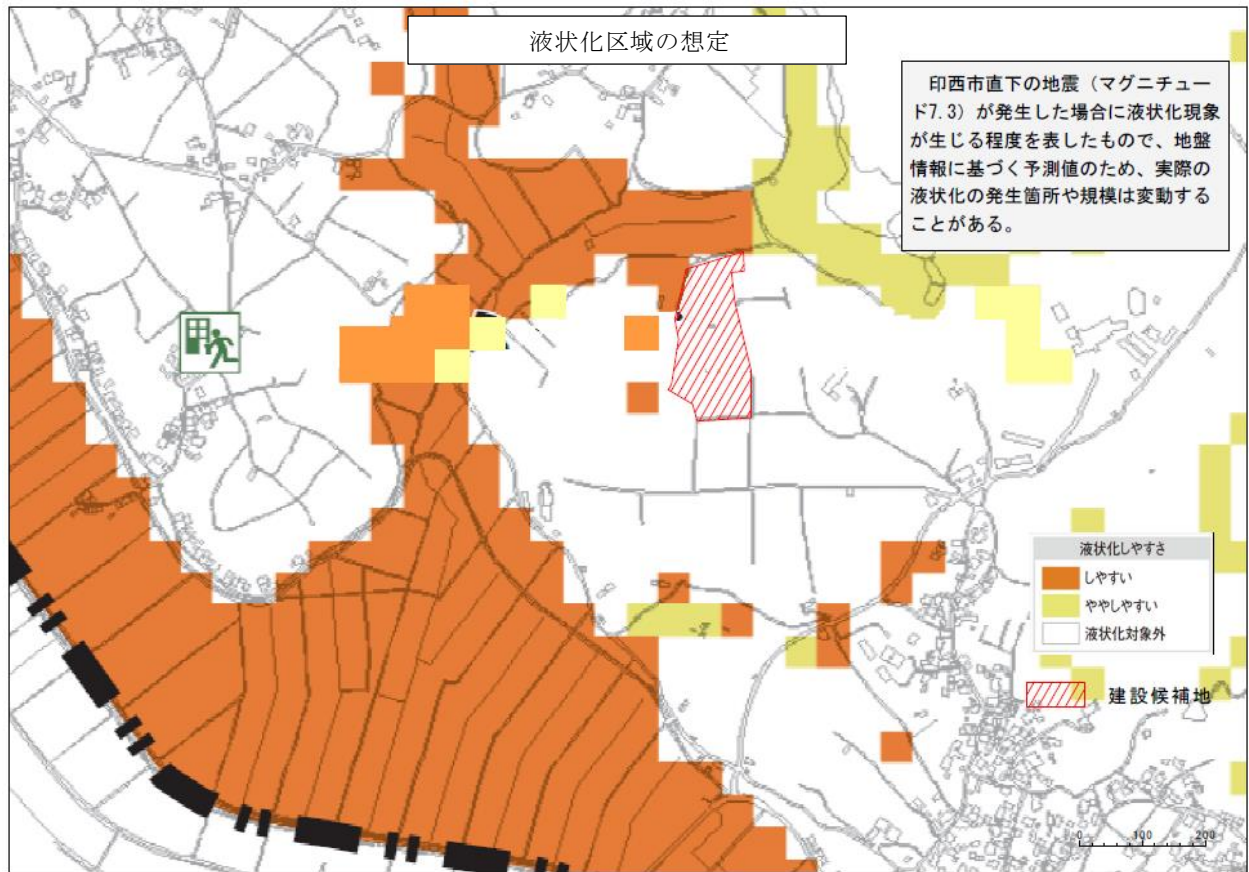 液状化区域の想定
印西市直下の地震（マグニチュー
ド7.3）が発生した場合に液状化現象
が生じる程度を表したもので、地盤
情報に基づく予測値のため、実際の
液状化の発生箇所や規模は変動する
ことがある。
液状化しやすさ
しやすい
ややしやすい
液状化対象外
建設候補地
0 100 200